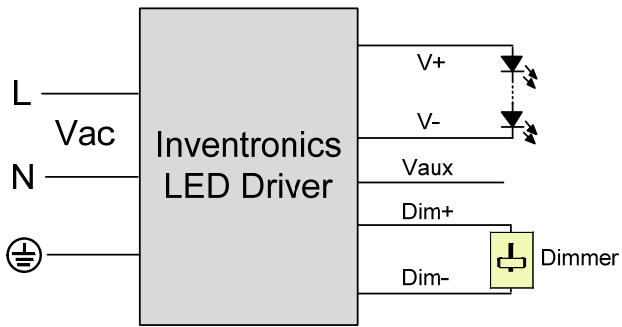 L
Vac
N
Inventronics
LED Driver
V+
V-
Vaux
Dim+
Dim-
Dimmer